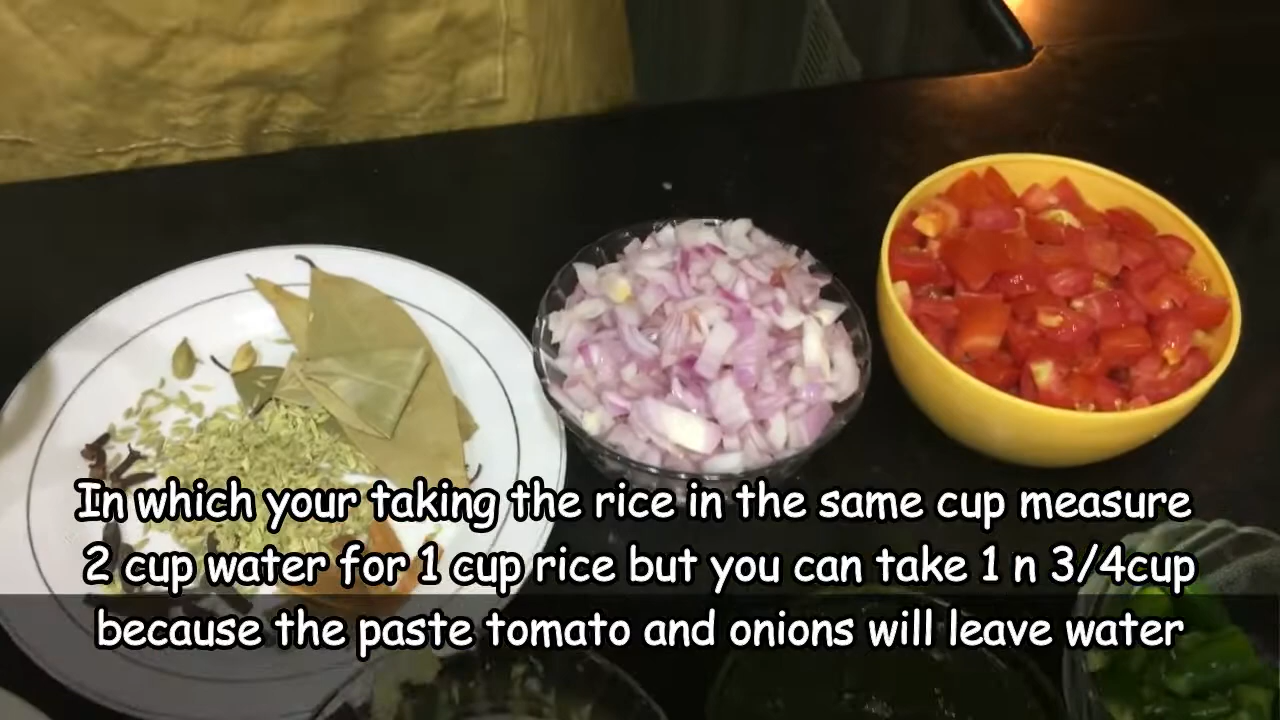 In which your taking the rice in the same cup measure
2 cup water for 1 cup rice but you can take 1 n 3/4cup
because the paste tomato and onions will leave water